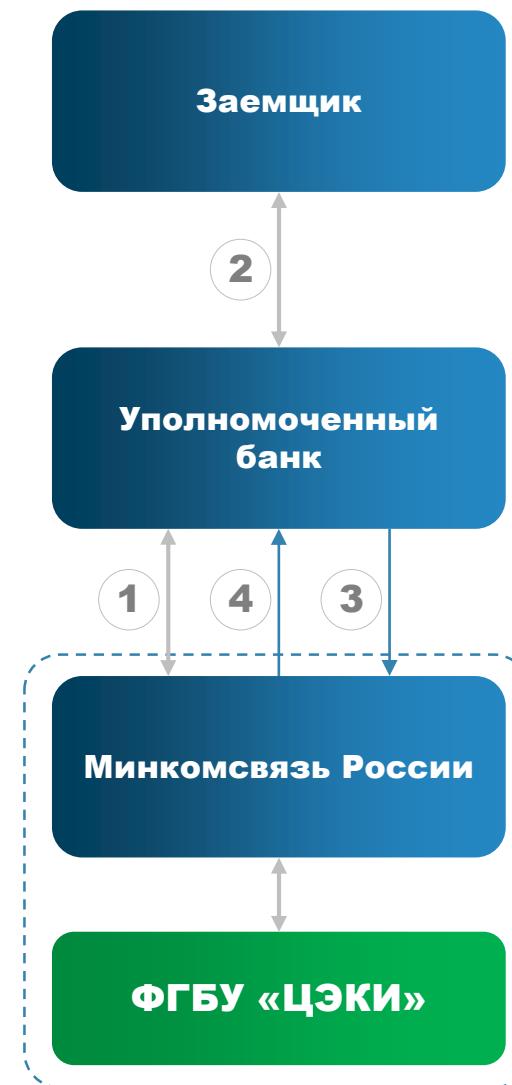 Заемщик
2
Уполномоченный
банк
1
4
3
Минкомсвязь России
ФГБУ «ЦЭКИ»